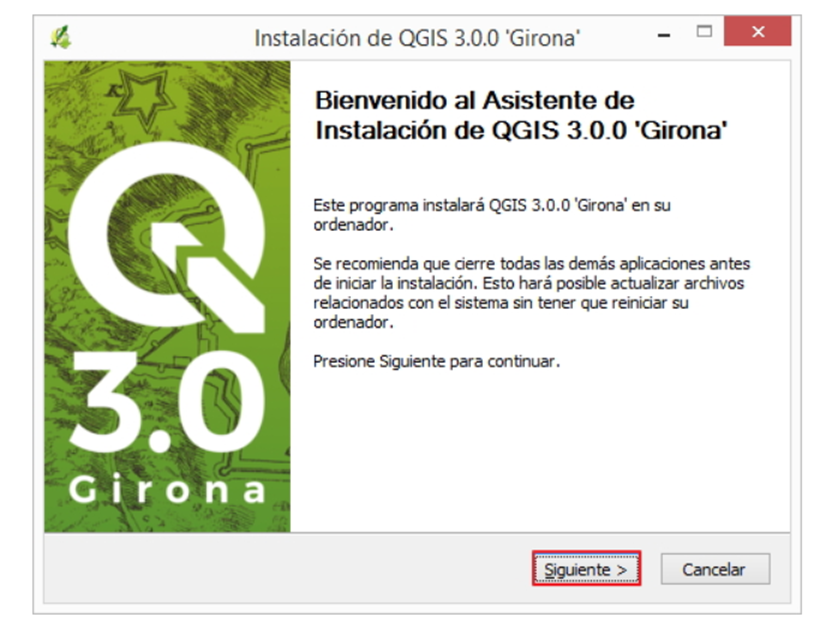 Instalación de QGIS 3.0.0 'Girona'
K
3.0
Girona
Bienvenido al Asistente de
Instalación de QGIS 3.0.0 'Girona'
Este programa instalará QGIS 3.0.0 'Girona' en su
ordenador.
Se recomienda que cierre todas las demás aplicaciones antes
de iniciar la instalación. Esto hará posible actualizar archivos
relacionados con el sistema sin tener que reiniciar su
ordenador.
Presione Siguiente para continuar.
Siguiente >
Cancelar